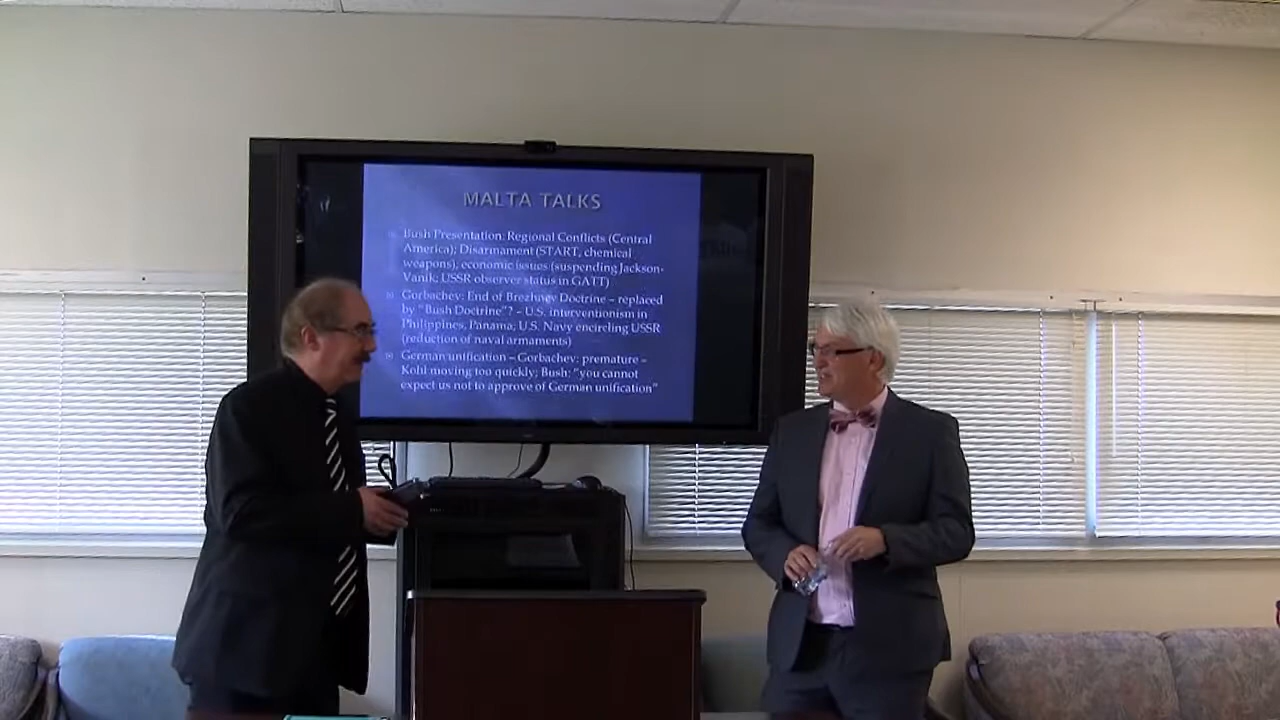 MALTA TALKS
Bush Presentation: Regional Conflicts (Central
America); Disarmament (START, chemical
weapons), economic issues (suspending Jackson-
Vanik; USSR observer status in GATT)
Gorbachev: End of Brezhnev Doctrine – replaced
by "Bush Doctrine"? – U.S. interventionism in
Philippines, Panama; U.S. Navy encircling USSR
(reduction of naval armaments)
German unification – Gorbachev: premature –
Kohl moving too quickly; Bush: "you cannot
expect us not to approve of German unification"